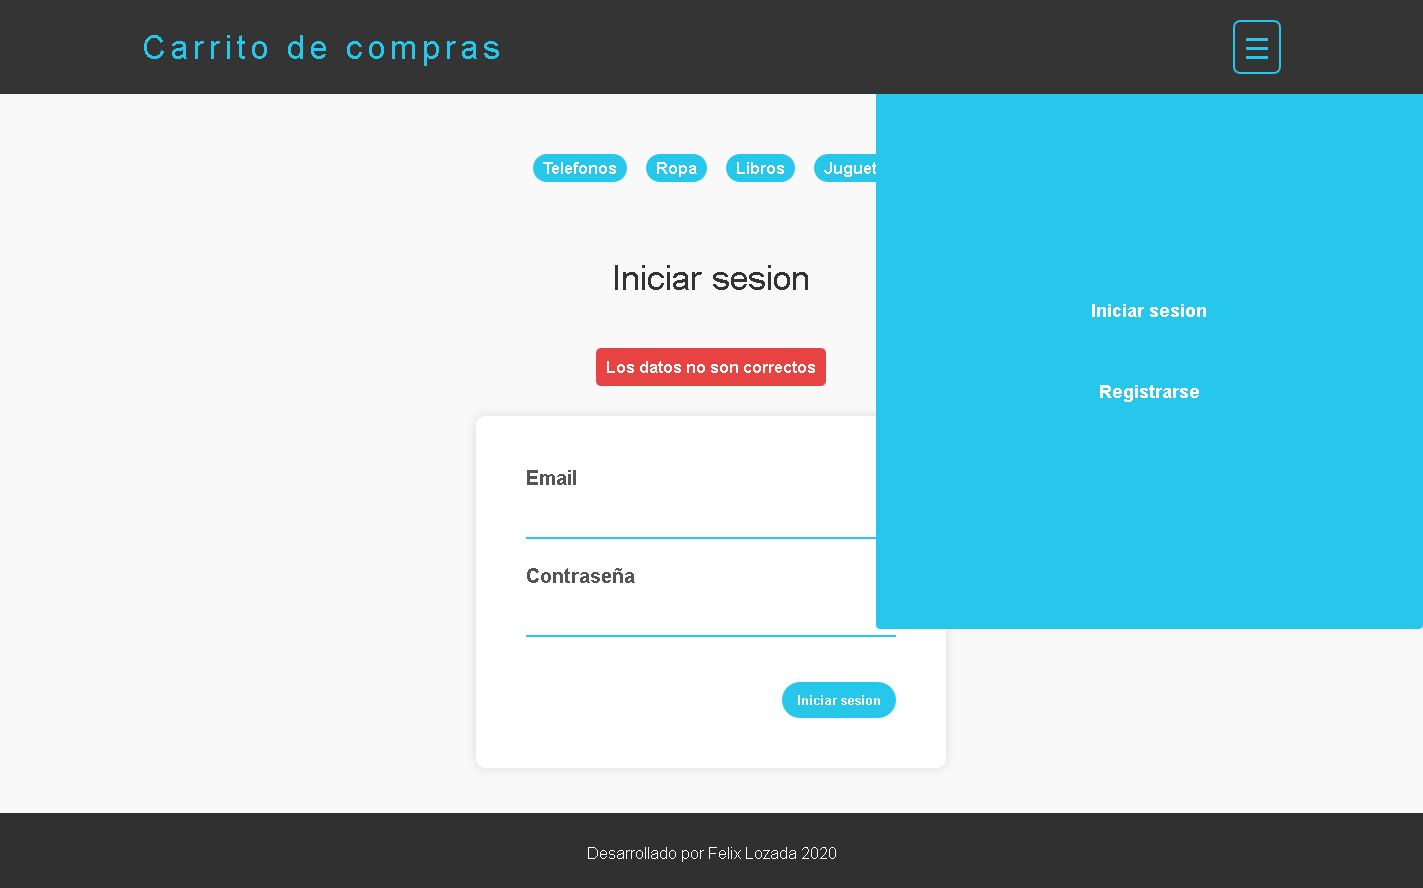 Carrito de compras
Telefonos Ropa Libros Juguet
Iniciar sesion
Los datos no son correctos
Email
Contraseña
Iniciar sesion
Iniciar sesion
Registrarse
Desarrollado por Felix Lozada 2020